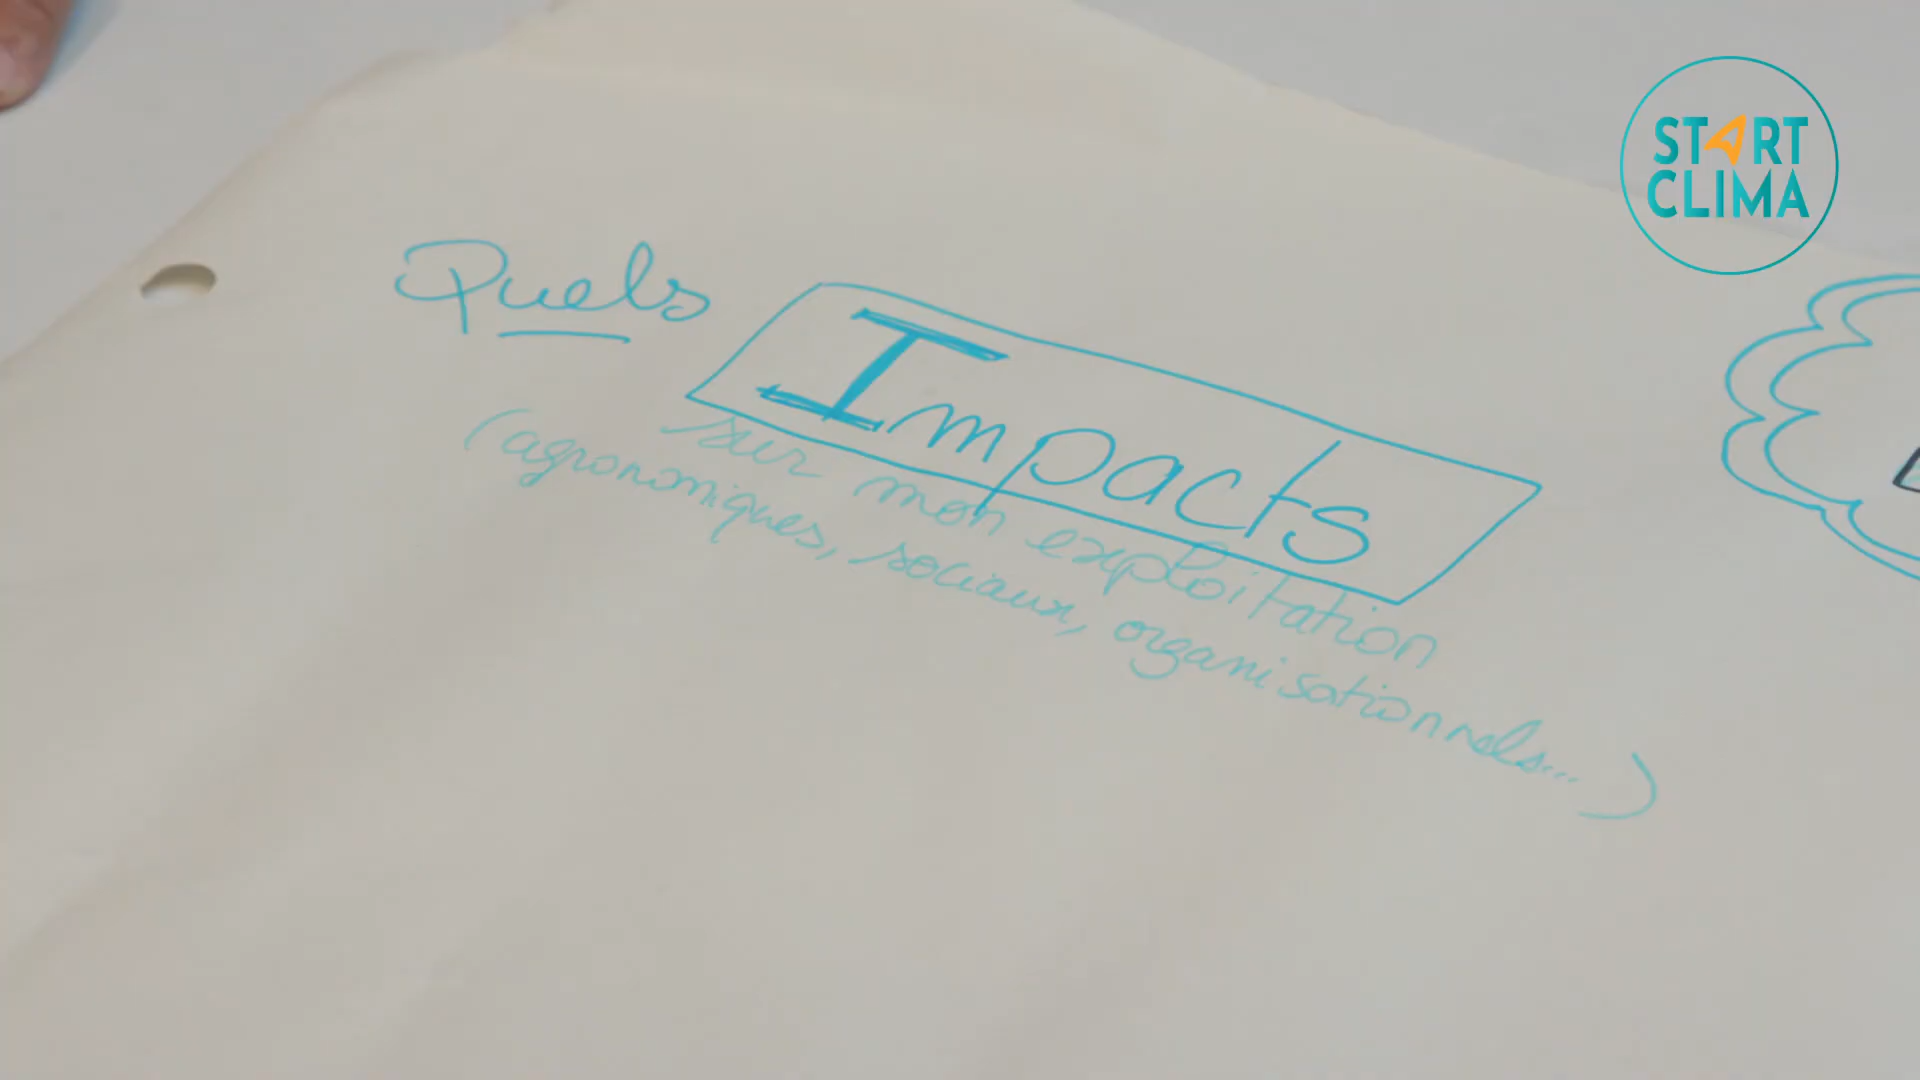 Quels Impacts
sur mon exploitation
(agronomiques, sociaux, organisationnels...)
START
CLIMA